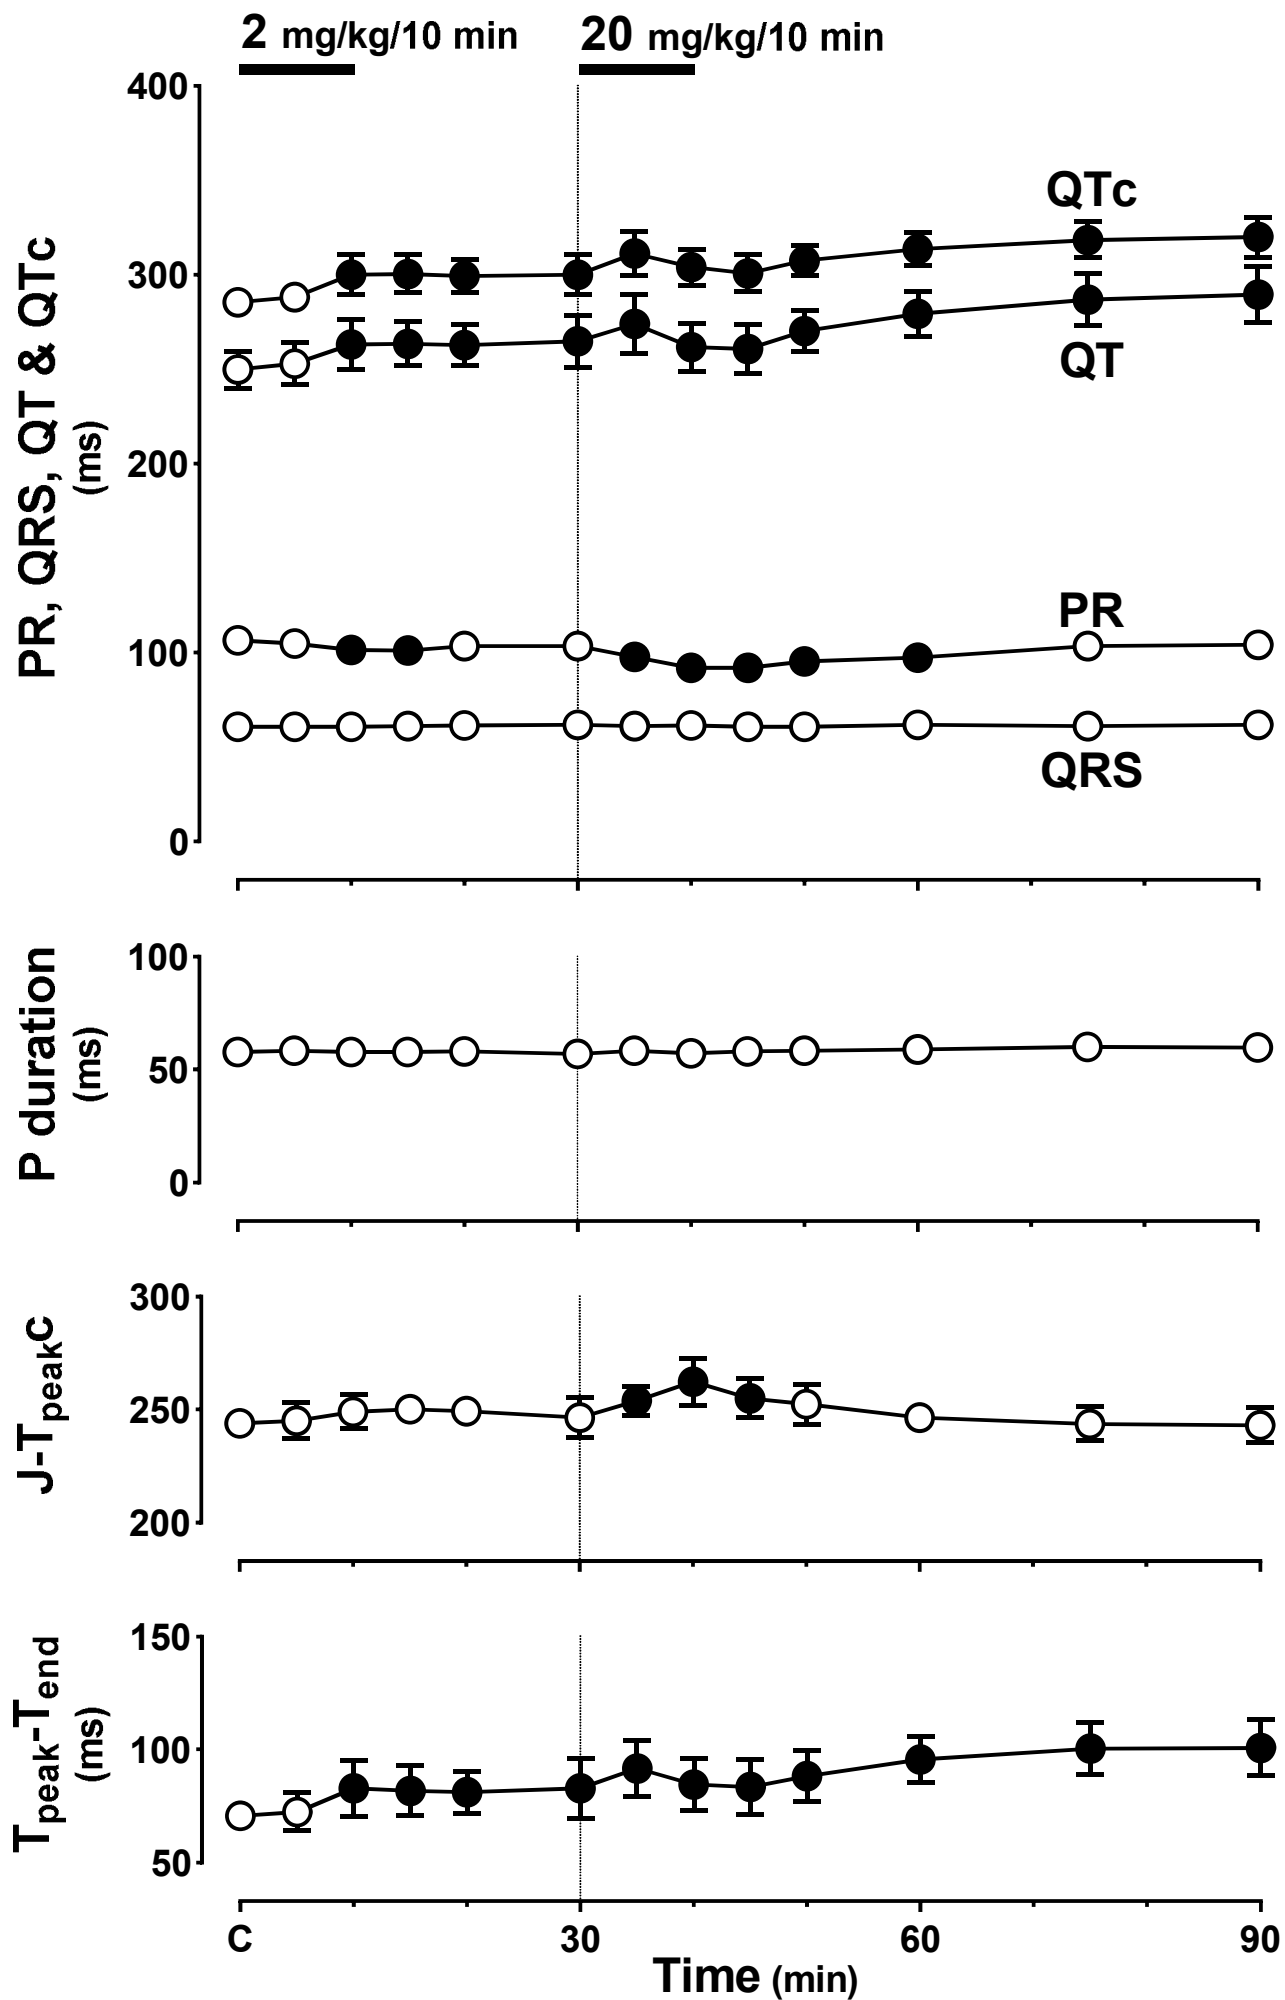 2 mg/kg/10 min
20 mg/kg/10 min
PR, QRS, QT & QTc
(ms)
400
300
200
100
0
QTc
QT
PR
QRS
P duration
(ms)
100
50
0
J-Tpeakc
300
250
200
Tpeak-Tend
(ms)
150
100
50
C
30
60
90
Time (min)